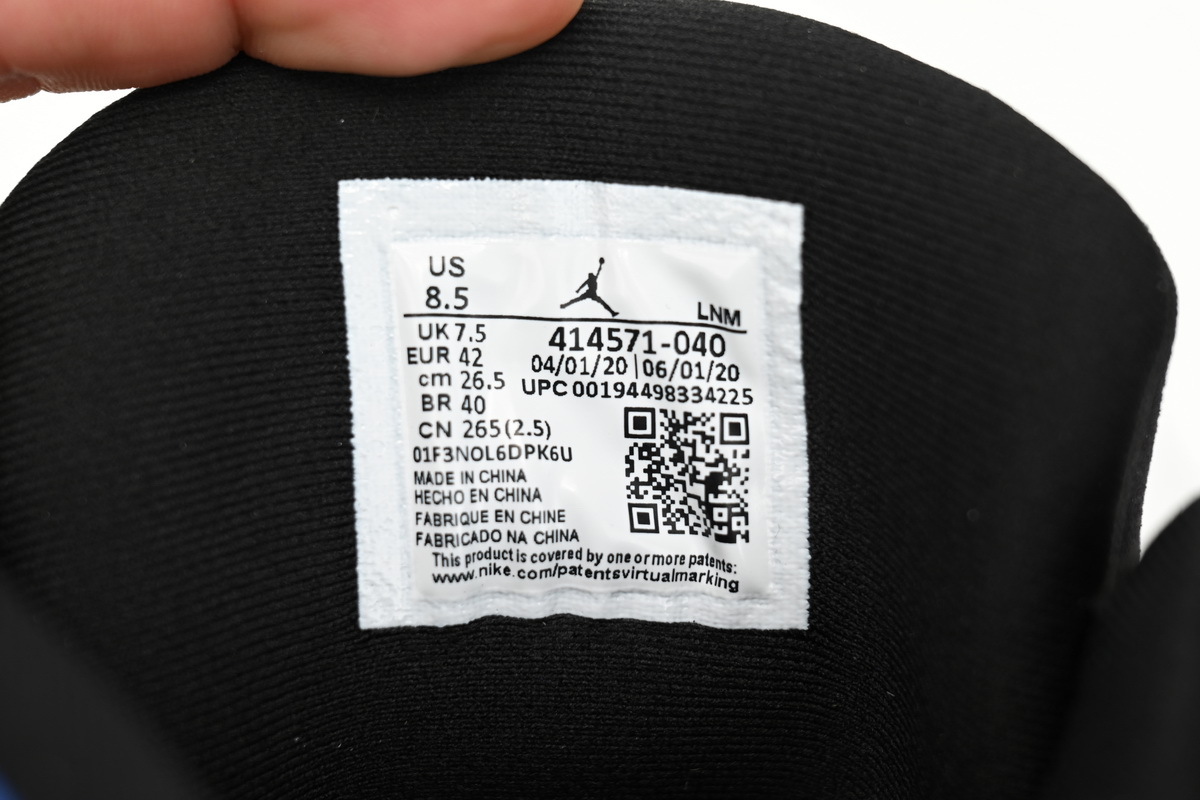 US
8.5
LNM
UK 7.5
414571-040
EUR 42
04/01/20 | 06/01/20
cm 26.5
UPC 00194498334225
BR 40
CN 265(2.5)
01F3NOL6DPK6U
MADE IN CHINA
HECHO EN CHINA
FABRIQUE EN CHINE
FABRICADO NA CHINA
This product is covered by one or more patents:
www.nike.com/patentsvirtualmarking